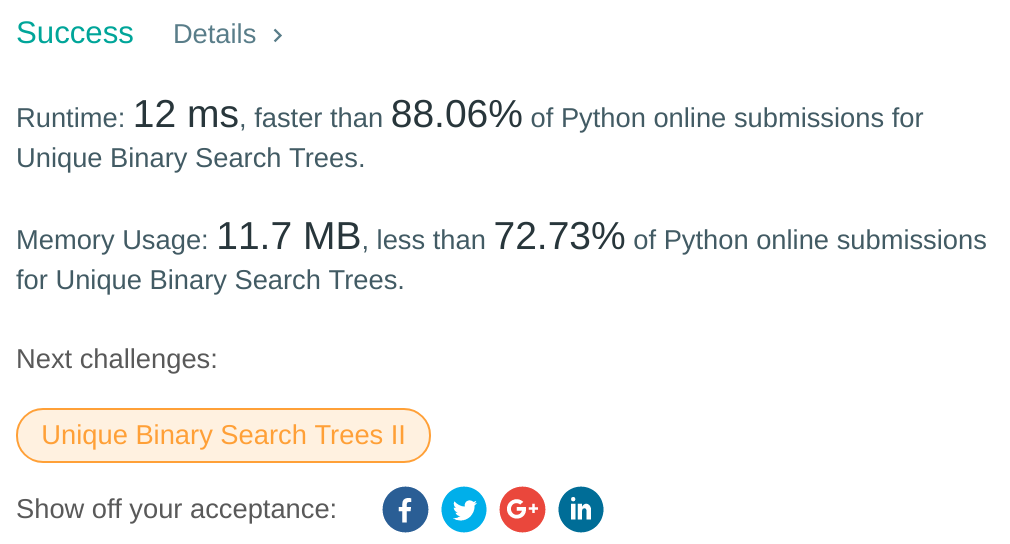 Success Details >
Runtime: 12 ms, faster than 88.06% of Python online submissions for
Unique Binary Search Trees.
Memory Usage: 11.7 MB, less than 72.73% of Python online submissions
for Unique Binary Search Trees.
Next challenges:
Unique Binary Search Trees II
Show off your acceptance: f G+ in